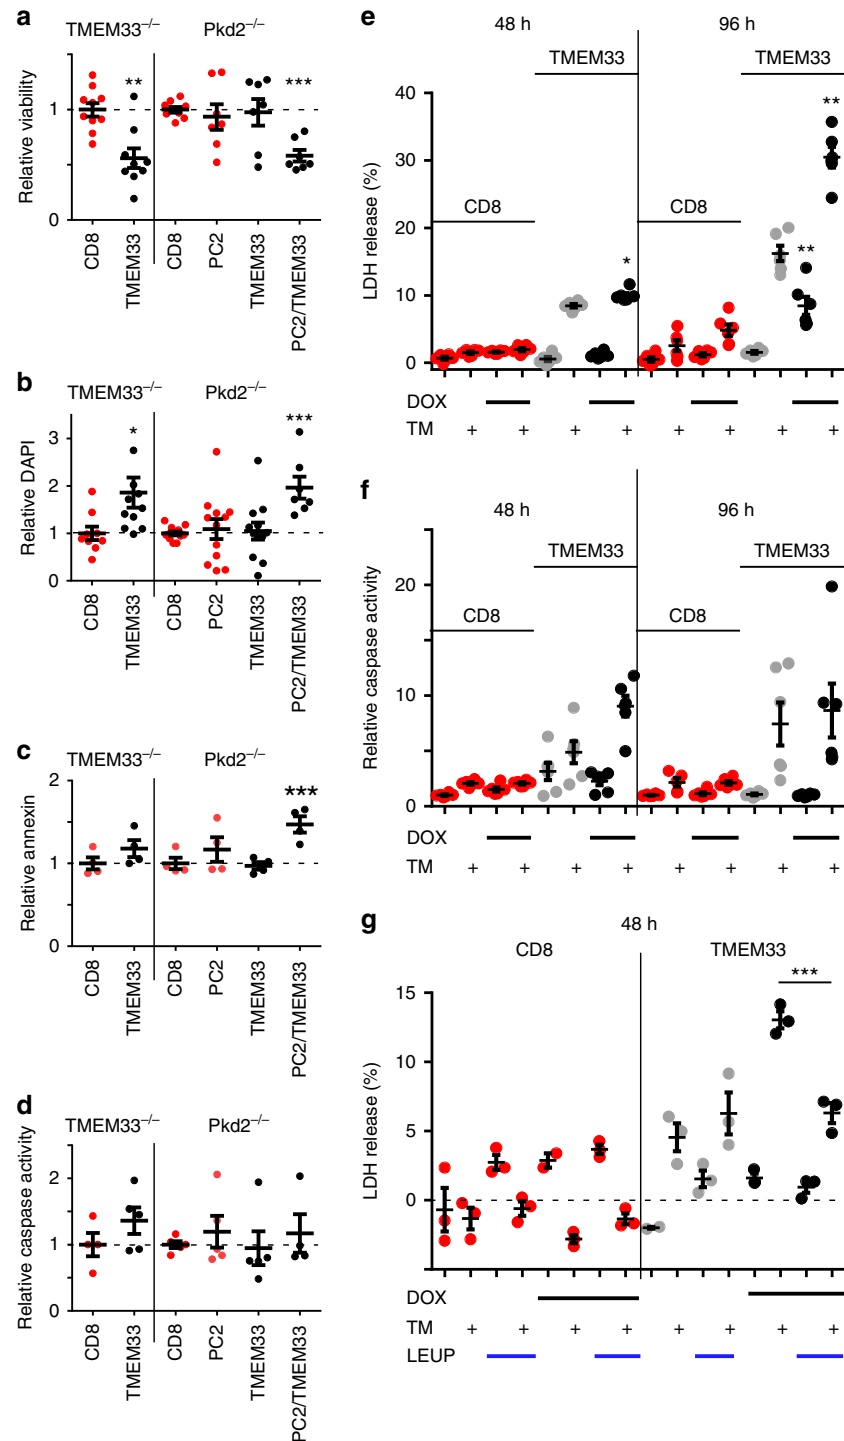 a
TMEM33–/– Pkd2–/–
** ***
Relative viability
1
0
CD8 TMEM33 CD8 PC2 TMEM33 PC2/TMEM33
b
TMEM33–/– Pkd2–/–
* ***
Relative DAPI
3
2
1
0
CD8 TMEM33 CD8 PC2 TMEM33 PC2/TMEM33
c
TMEM33–/– Pkd2–/–
***
Relative annexin
2
1
0
CD8 TMEM33 CD8 PC2 TMEM33 PC2/TMEM33
d
TMEM33–/– Pkd2–/–
Relative caspase activity
2
1
0
CD8 TMEM33 CD8 PC2 TMEM33 PC2/TMEM33
e
48 h 96 h
TMEM33 TMEM33
CD8 CD8
* ** **
LDH release (%)
40
30
20
10
0
DOX
TM + + + + + + + +
f
48 h 96 h
TMEM33 TMEM33
CD8 CD8
Relative caspase activity
20
10
0
DOX
TM + + + + + + + +
g
48 h
CD8 TMEM33
***
LDH release (%)
15
10
5
0
DOX
TM + + + + + + + +
LEUP